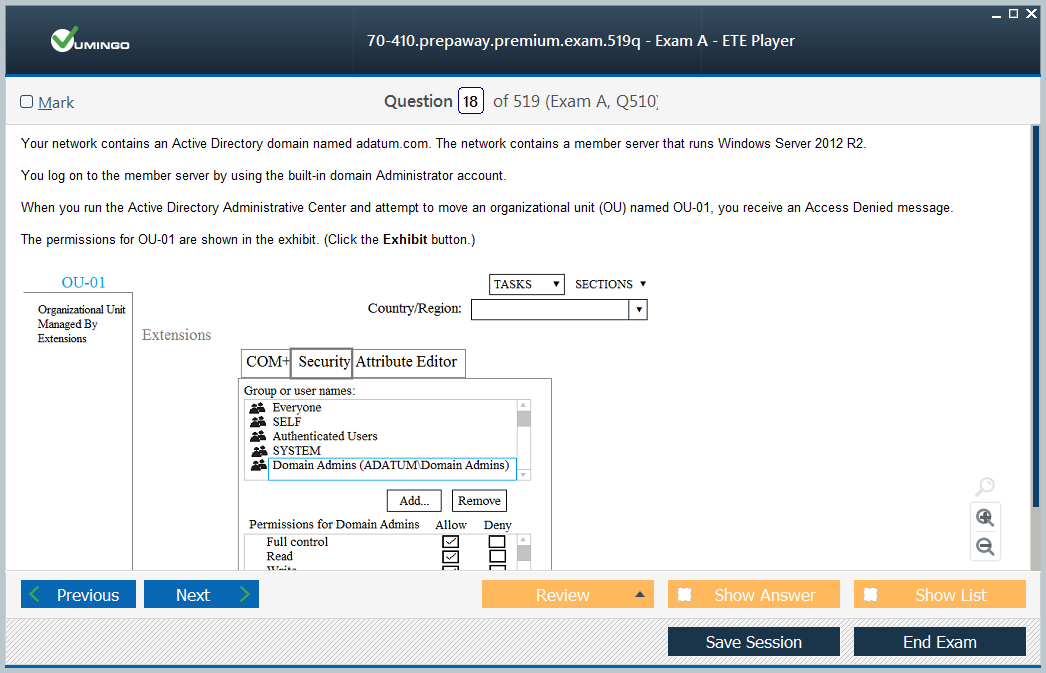 VUMINGO
70-410.prepaway.premium.exam.519q - Exam A - ETE Player
Mark
Question 18 of 519 (Exam A, Q510)
Your network contains an Active Directory domain named adatum.com. The network contains a member server that runs Windows Server 2012 R2.
You log on to the member server by using the built-in domain Administrator account.
When you run the Active Directory Administrative Center and attempt to move an organizational unit (OU) named OU-01, you receive an Access Denied message.
The permissions for OU-01 are shown in the exhibit. (Click the Exhibit button.)
OU-01
TASKS SECTIONS
Country/Region:
Organizational Unit
Managed By
Extensions
Extensions
COM+ Security Attribute Editor
Group or user names:
Everyone
SELF
Authenticated Users
SYSTEM
Domain Admins (ADATUM\Domain Admins)
Add... Remove
Permissions for Domain Admins Allow Deny
Full control
Read
Write
Previous Next Review Show Answer Show List
Save Session End Exam